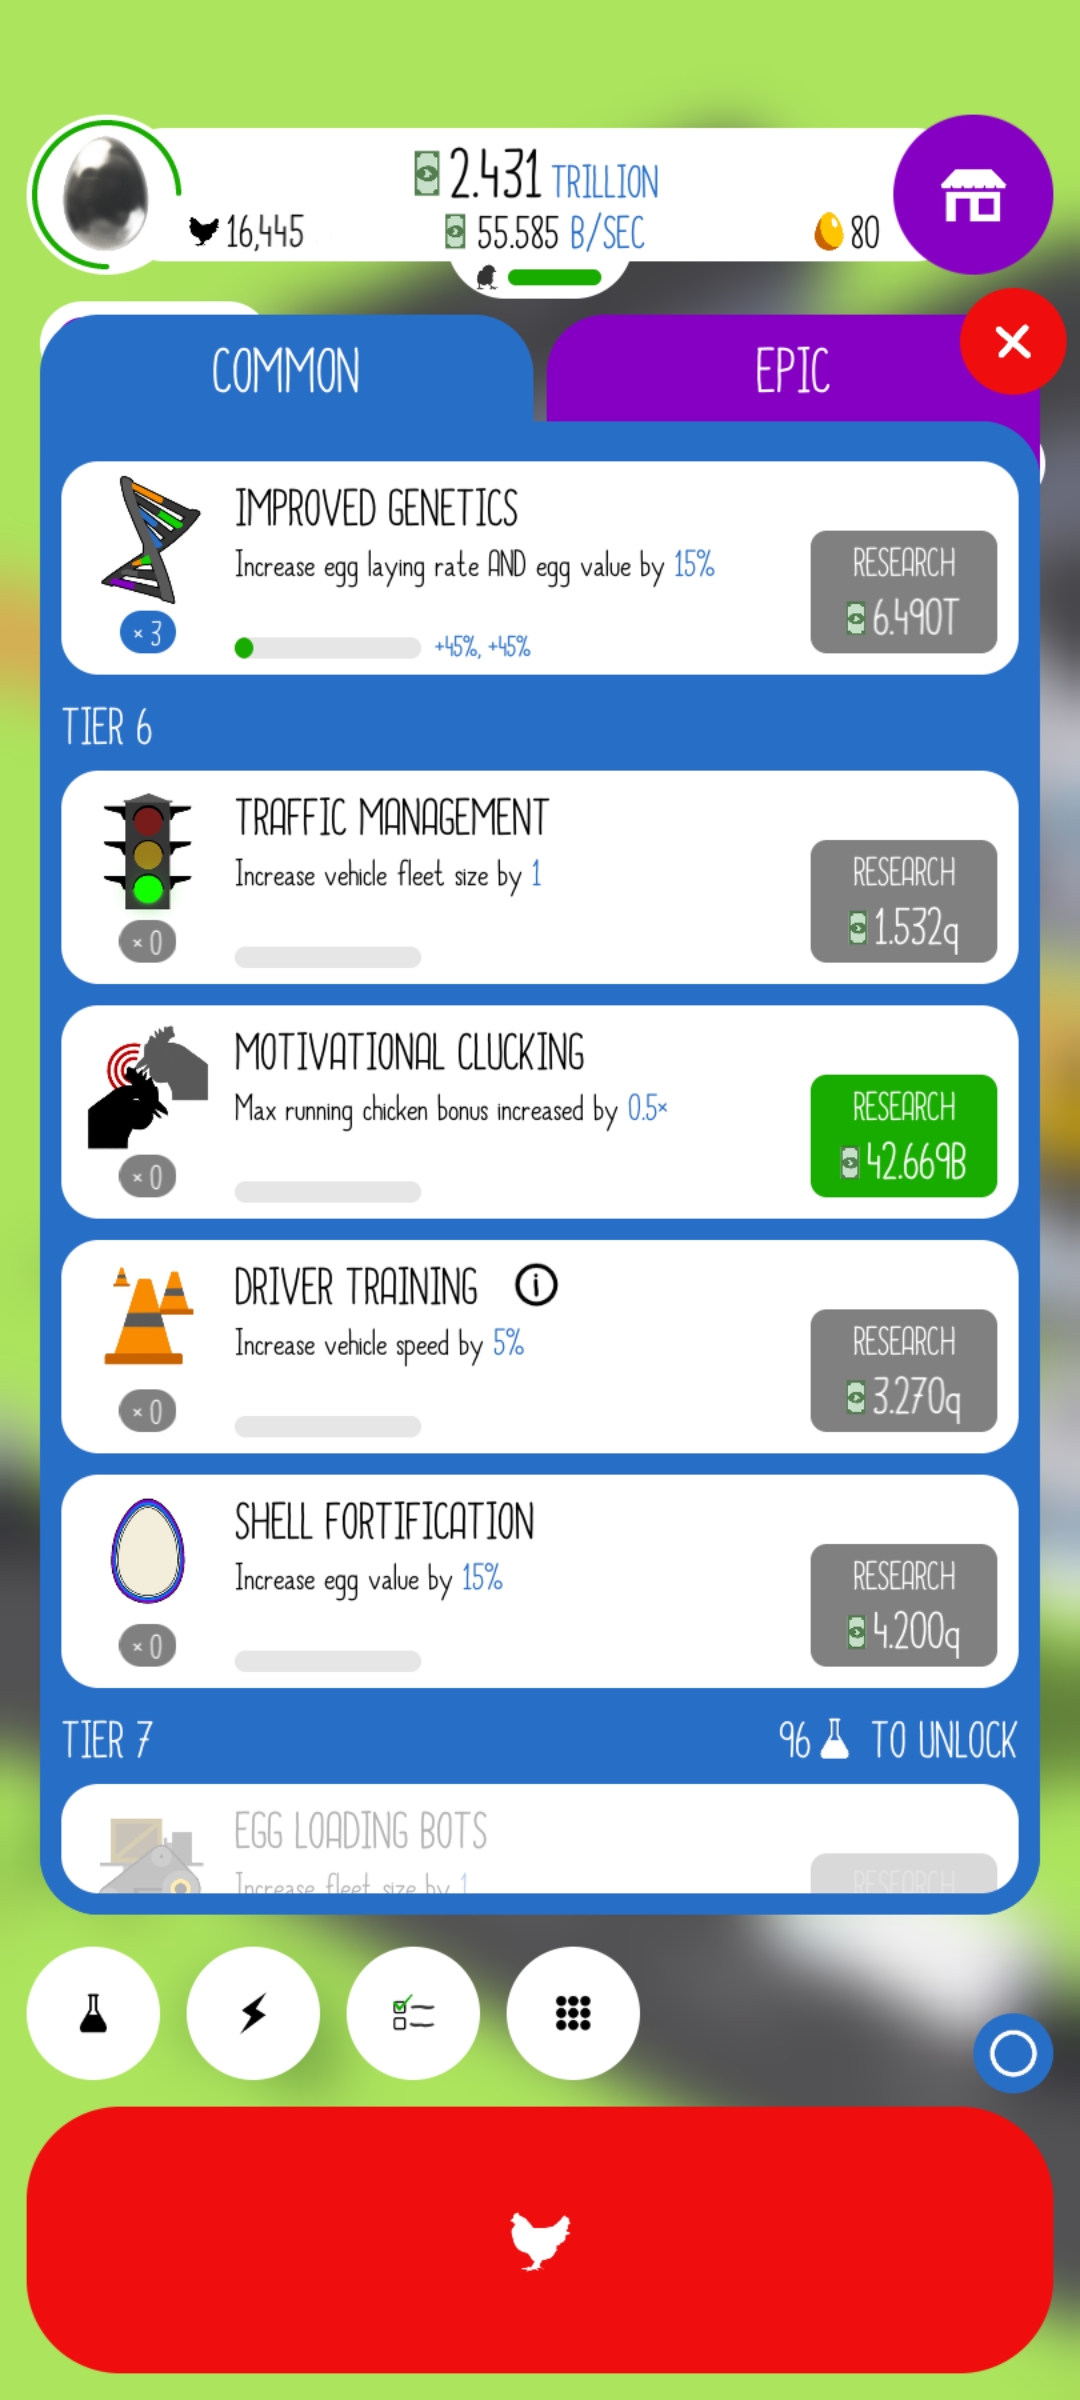 2.431 TRILLION
16,445
55.585 B/SEC
80
COMMON
EPIC
IMPROVED GENETICS
Increase egg laying rate AND egg value by 15%
RESEARCH
6.490T
× 3
+45%, +45%
TIER 6
TRAFFIC MANAGEMENT
Increase vehicle fleet size by 1
RESEARCH
1.532q
× 0
MOTIVATIONAL CLUCKING
Max running chicken bonus increased by 0.5×
RESEARCH
42.669B
× 0
DRIVER TRAINING i
Increase vehicle speed by 5%
RESEARCH
3.270q
× 0
SHELL FORTIFICATION
Increase egg value by 15%
RESEARCH
4.200q
× 0
TIER 7
96 TO UNLOCK
EGG LOADING BOTS
Increase fleet size by 1
RESEARCH